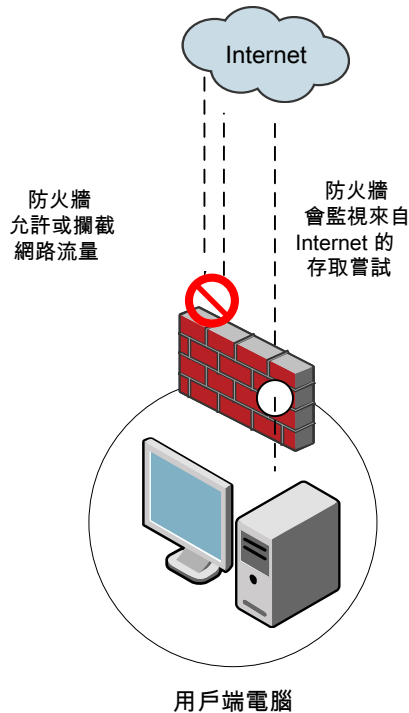 Internet
防火牆
允許或攔截
網路流量
防火牆
會監視來自
Internet 的
存取嘗試
用戶端電腦